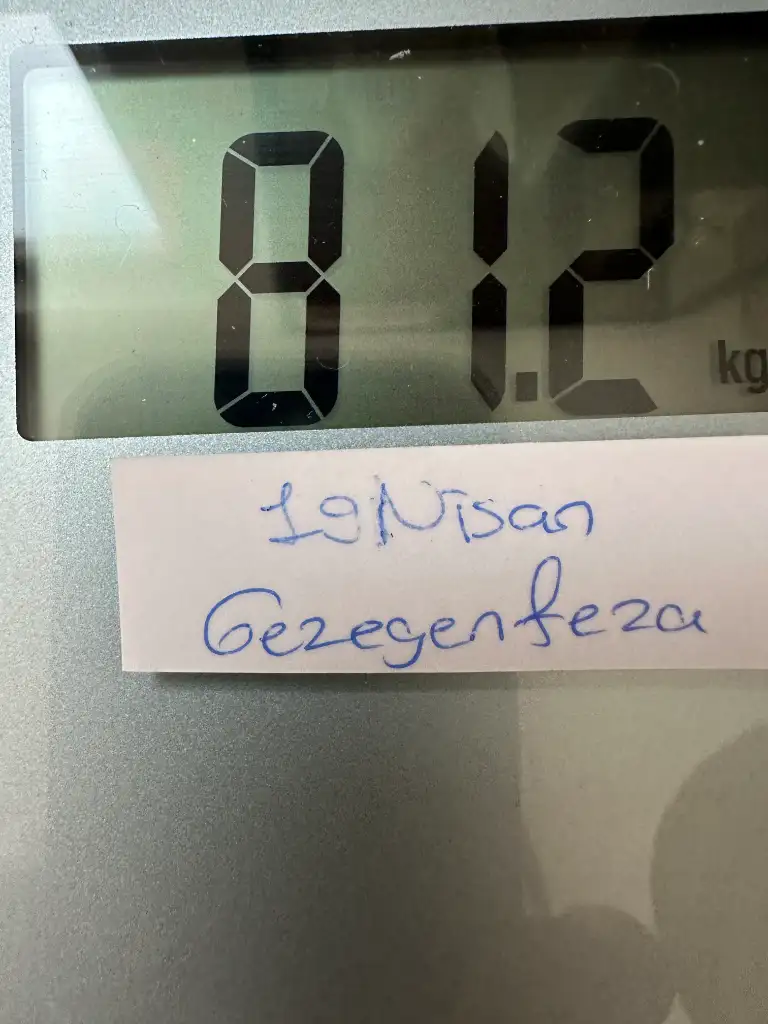 81.2 kg
19 Nisan
Gezegenfeza